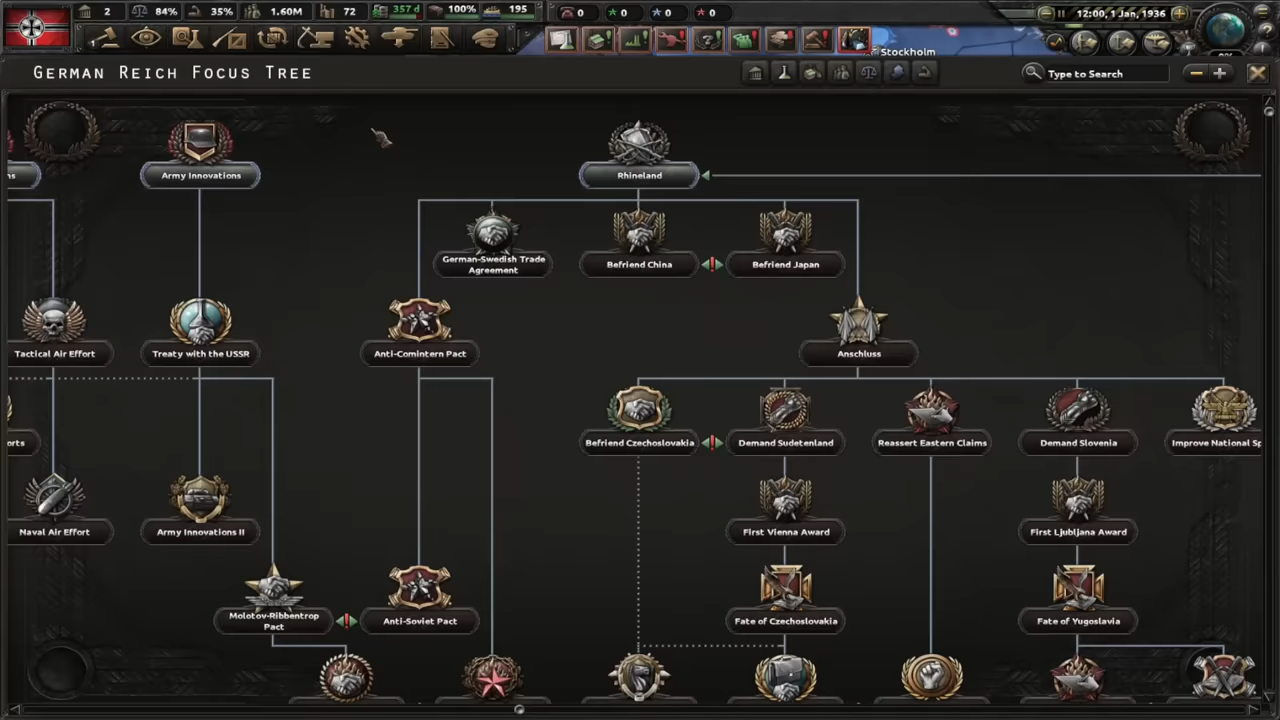 2
84%
35%
1.60M
72
357 d
100%
195
0
0
0
0
12:00, 1 Jan, 1936
Stockholm
German Reich Focus Tree
Type to Search
Army Innovations
Rhineland
German-Swedish Trade
Agreement
Befriend China
Befriend Japan
Tactical Air Effort
Treaty with the USSR
Anti-Comintern Pact
Anschluss
orts
Befriend Czechoslovakia
Demand Sudetenland
Reassert Eastern Claims
Demand Slovenia
Improve National Sp
Naval Air Effort
Army Innovations II
First Vienna Award
First Ljubljana Award
Molotov-Ribbentrop
Pact
Anti-Soviet Pact
Fate of Czechoslovakia
Fate of Yugoslavia